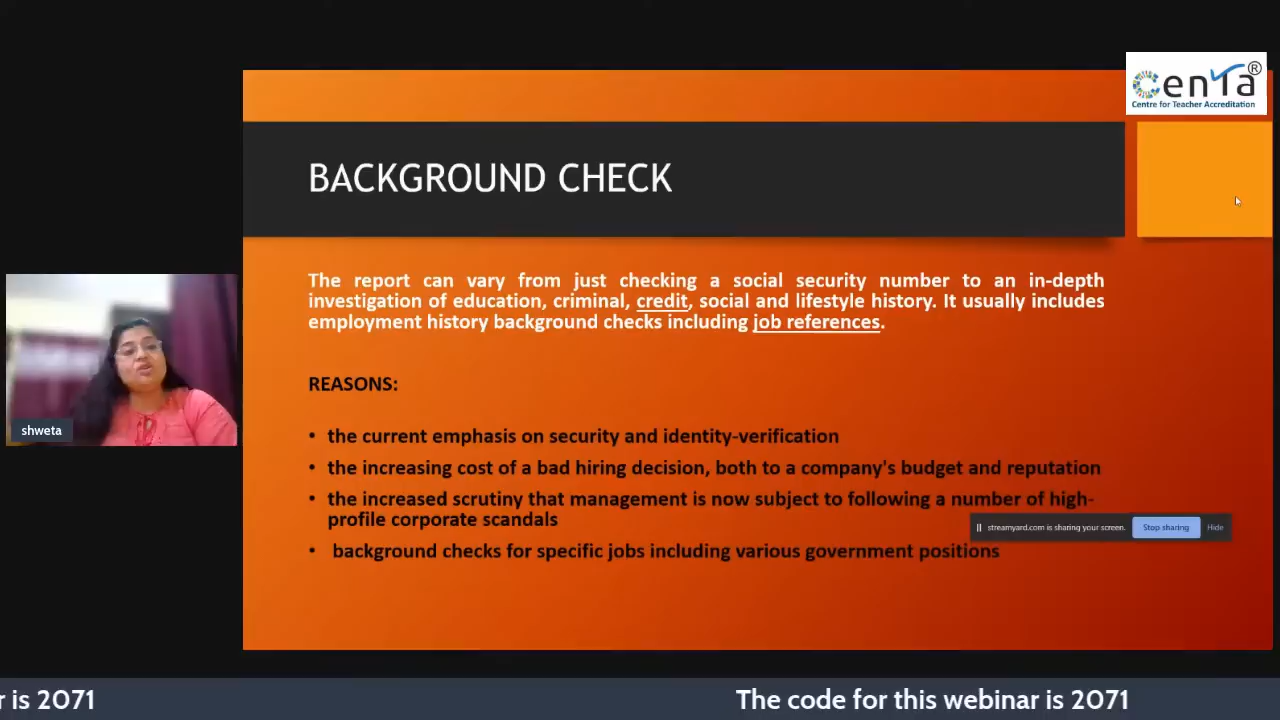 CenTa®
Centre for Teacher Accreditation
BACKGROUND CHECK
The report can vary from just checking a social security number to an in-depth
investigation of education, criminal, credit, social and lifestyle history. It usually includes
employment history background checks including job references.
REASONS:
• the current emphasis on security and identity-verification
• the increasing cost of a bad hiring decision, both to a company's budget and reputation
• the increased scrutiny that management is now subject to following a number of high-
profile corporate scandals
• background checks for specific jobs including various government positions
shweta
streamyard.com is sharing your screen.
Stop sharing
Hide
r is 2071
The code for this webinar is 2071